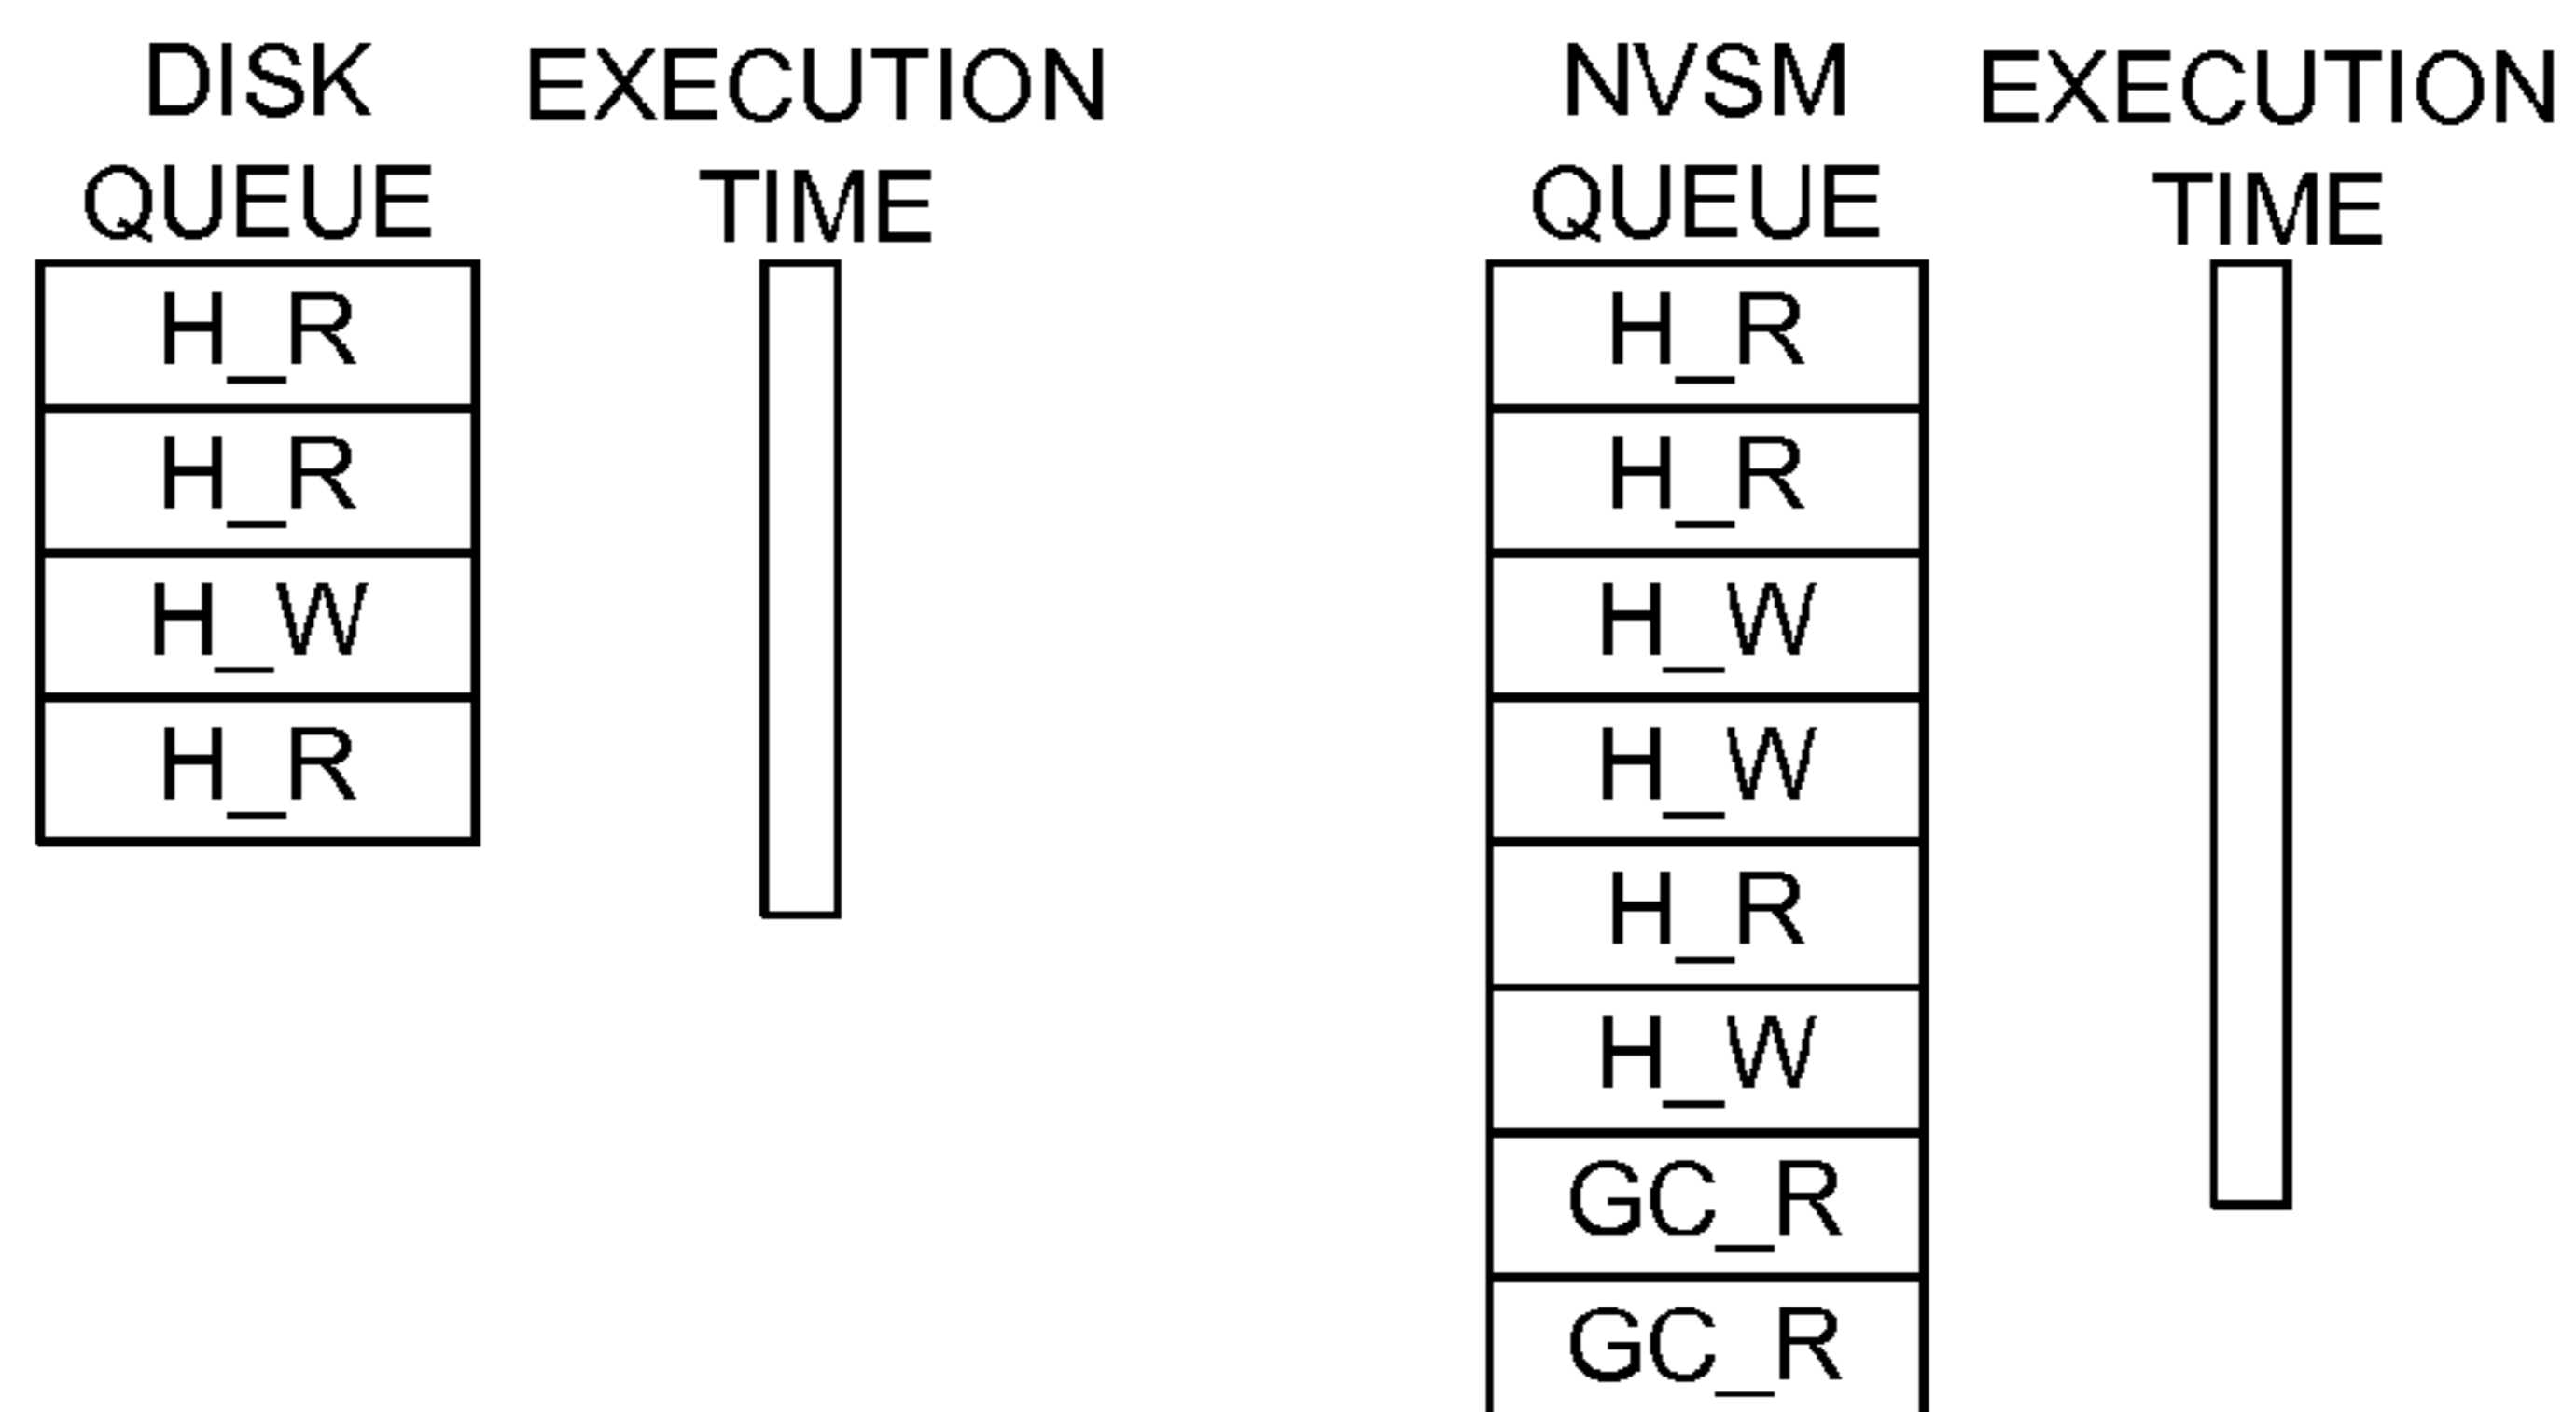 DISK
QUEUE
EXECUTION
TIME
H_R
H_R
H_W
H_R
NVSM
QUEUE
EXECUTION
TIME
H_R
H_R
H_W
H_W
H_R
H_W
GC_R
GC_R